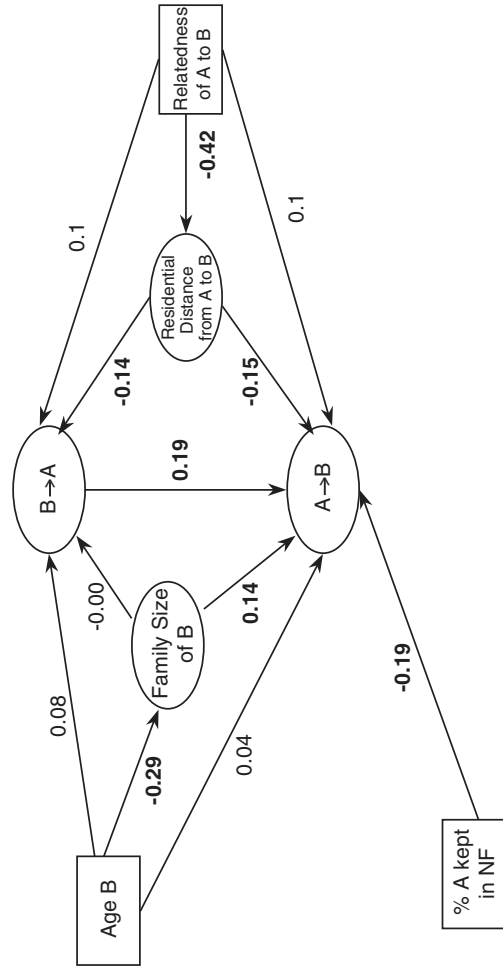 Age B
0.08
-0.29
0.04
Family Size
of B
-0.00
0.14
B→A
0.19
A→B
-0.14
-0.15
Residential
Distance
from A to B
0.1
-0.42
0.1
Relatedness
of A to B
% A kept
in NF
-0.19